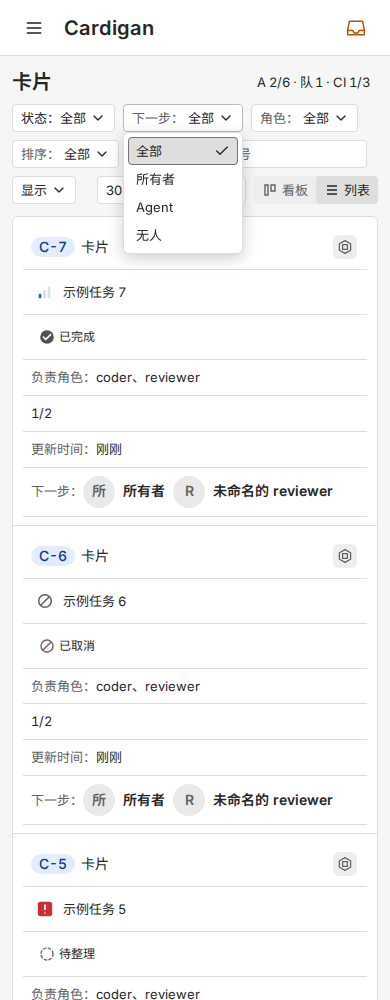 Cardigan
卡片
A 2/6 · 队 1 · CI 1/3
状态：全部
下一步： 全部
角色： 全部
排序： 全部
号
全部
所有者
Agent
无人
显示
30
看板
列表
C-7 卡片
示例任务 7
已完成
负责角色：coder、reviewer
1/2
更新时间：刚刚
下一步： 所 所有者 R 未命名的 reviewer
C-6 卡片
示例任务 6
已取消
负责角色：coder、reviewer
1/2
更新时间：刚刚
下一步： 所 所有者 R 未命名的 reviewer
C-5 卡片
示例任务 5
待整理
负责角色：coder、reviewer